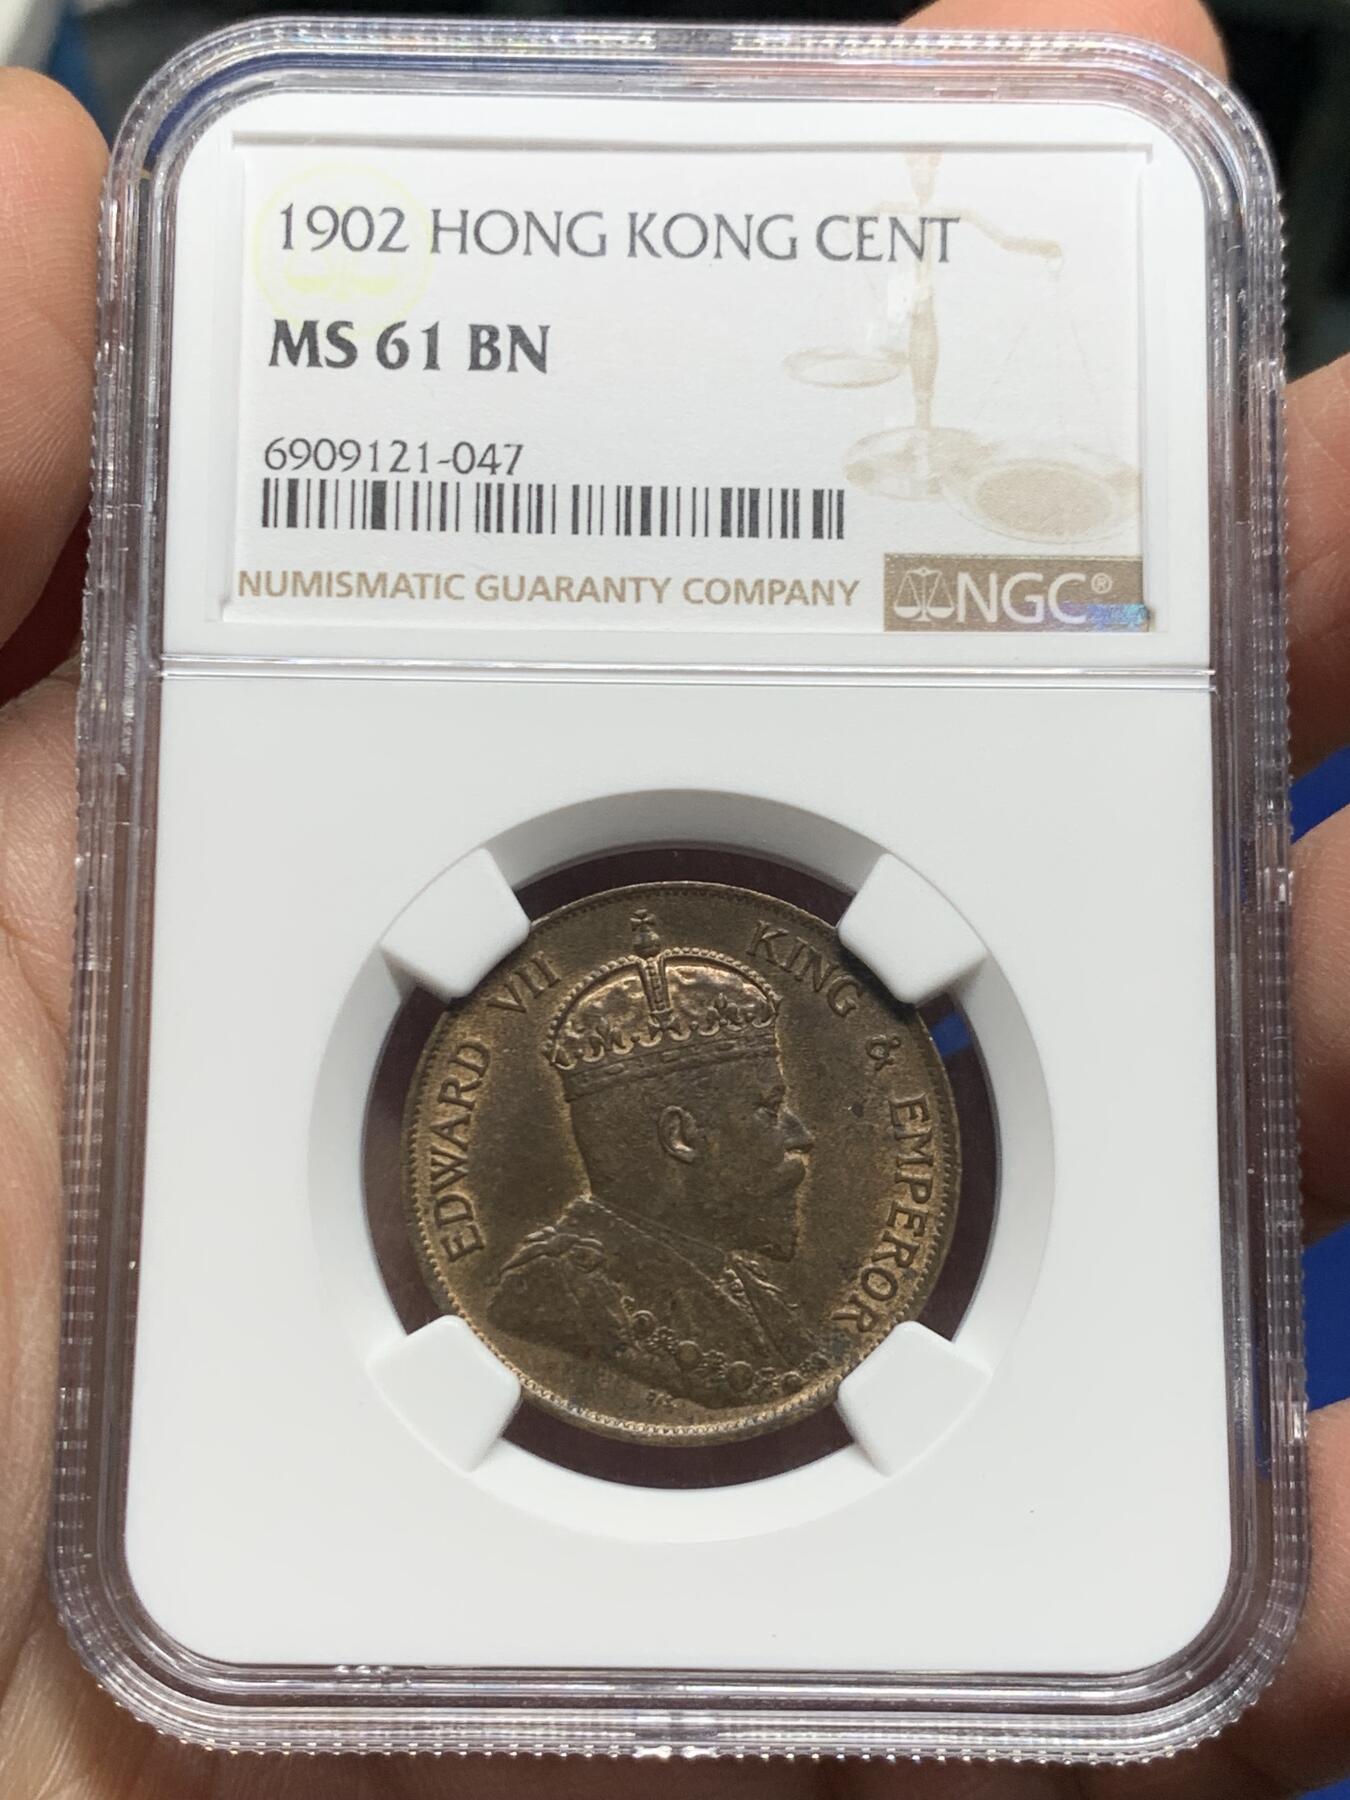 1902 HONG KONG CENT
MS 61 BN
6909121-047
NUMISMATIC GUARANTY COMPANY
NGC®
EDWARD VII KING & EMPEROR